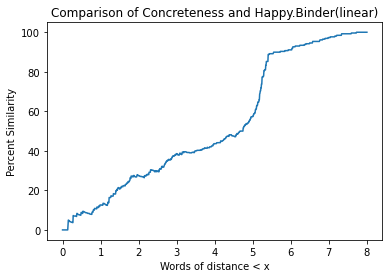 Comparison of Concreteness and Happy.Binder(linear)
Percent Similarity
100
80
60
40
20
0
0 1 2 3 4 5 6 7 8
Words of distance < x